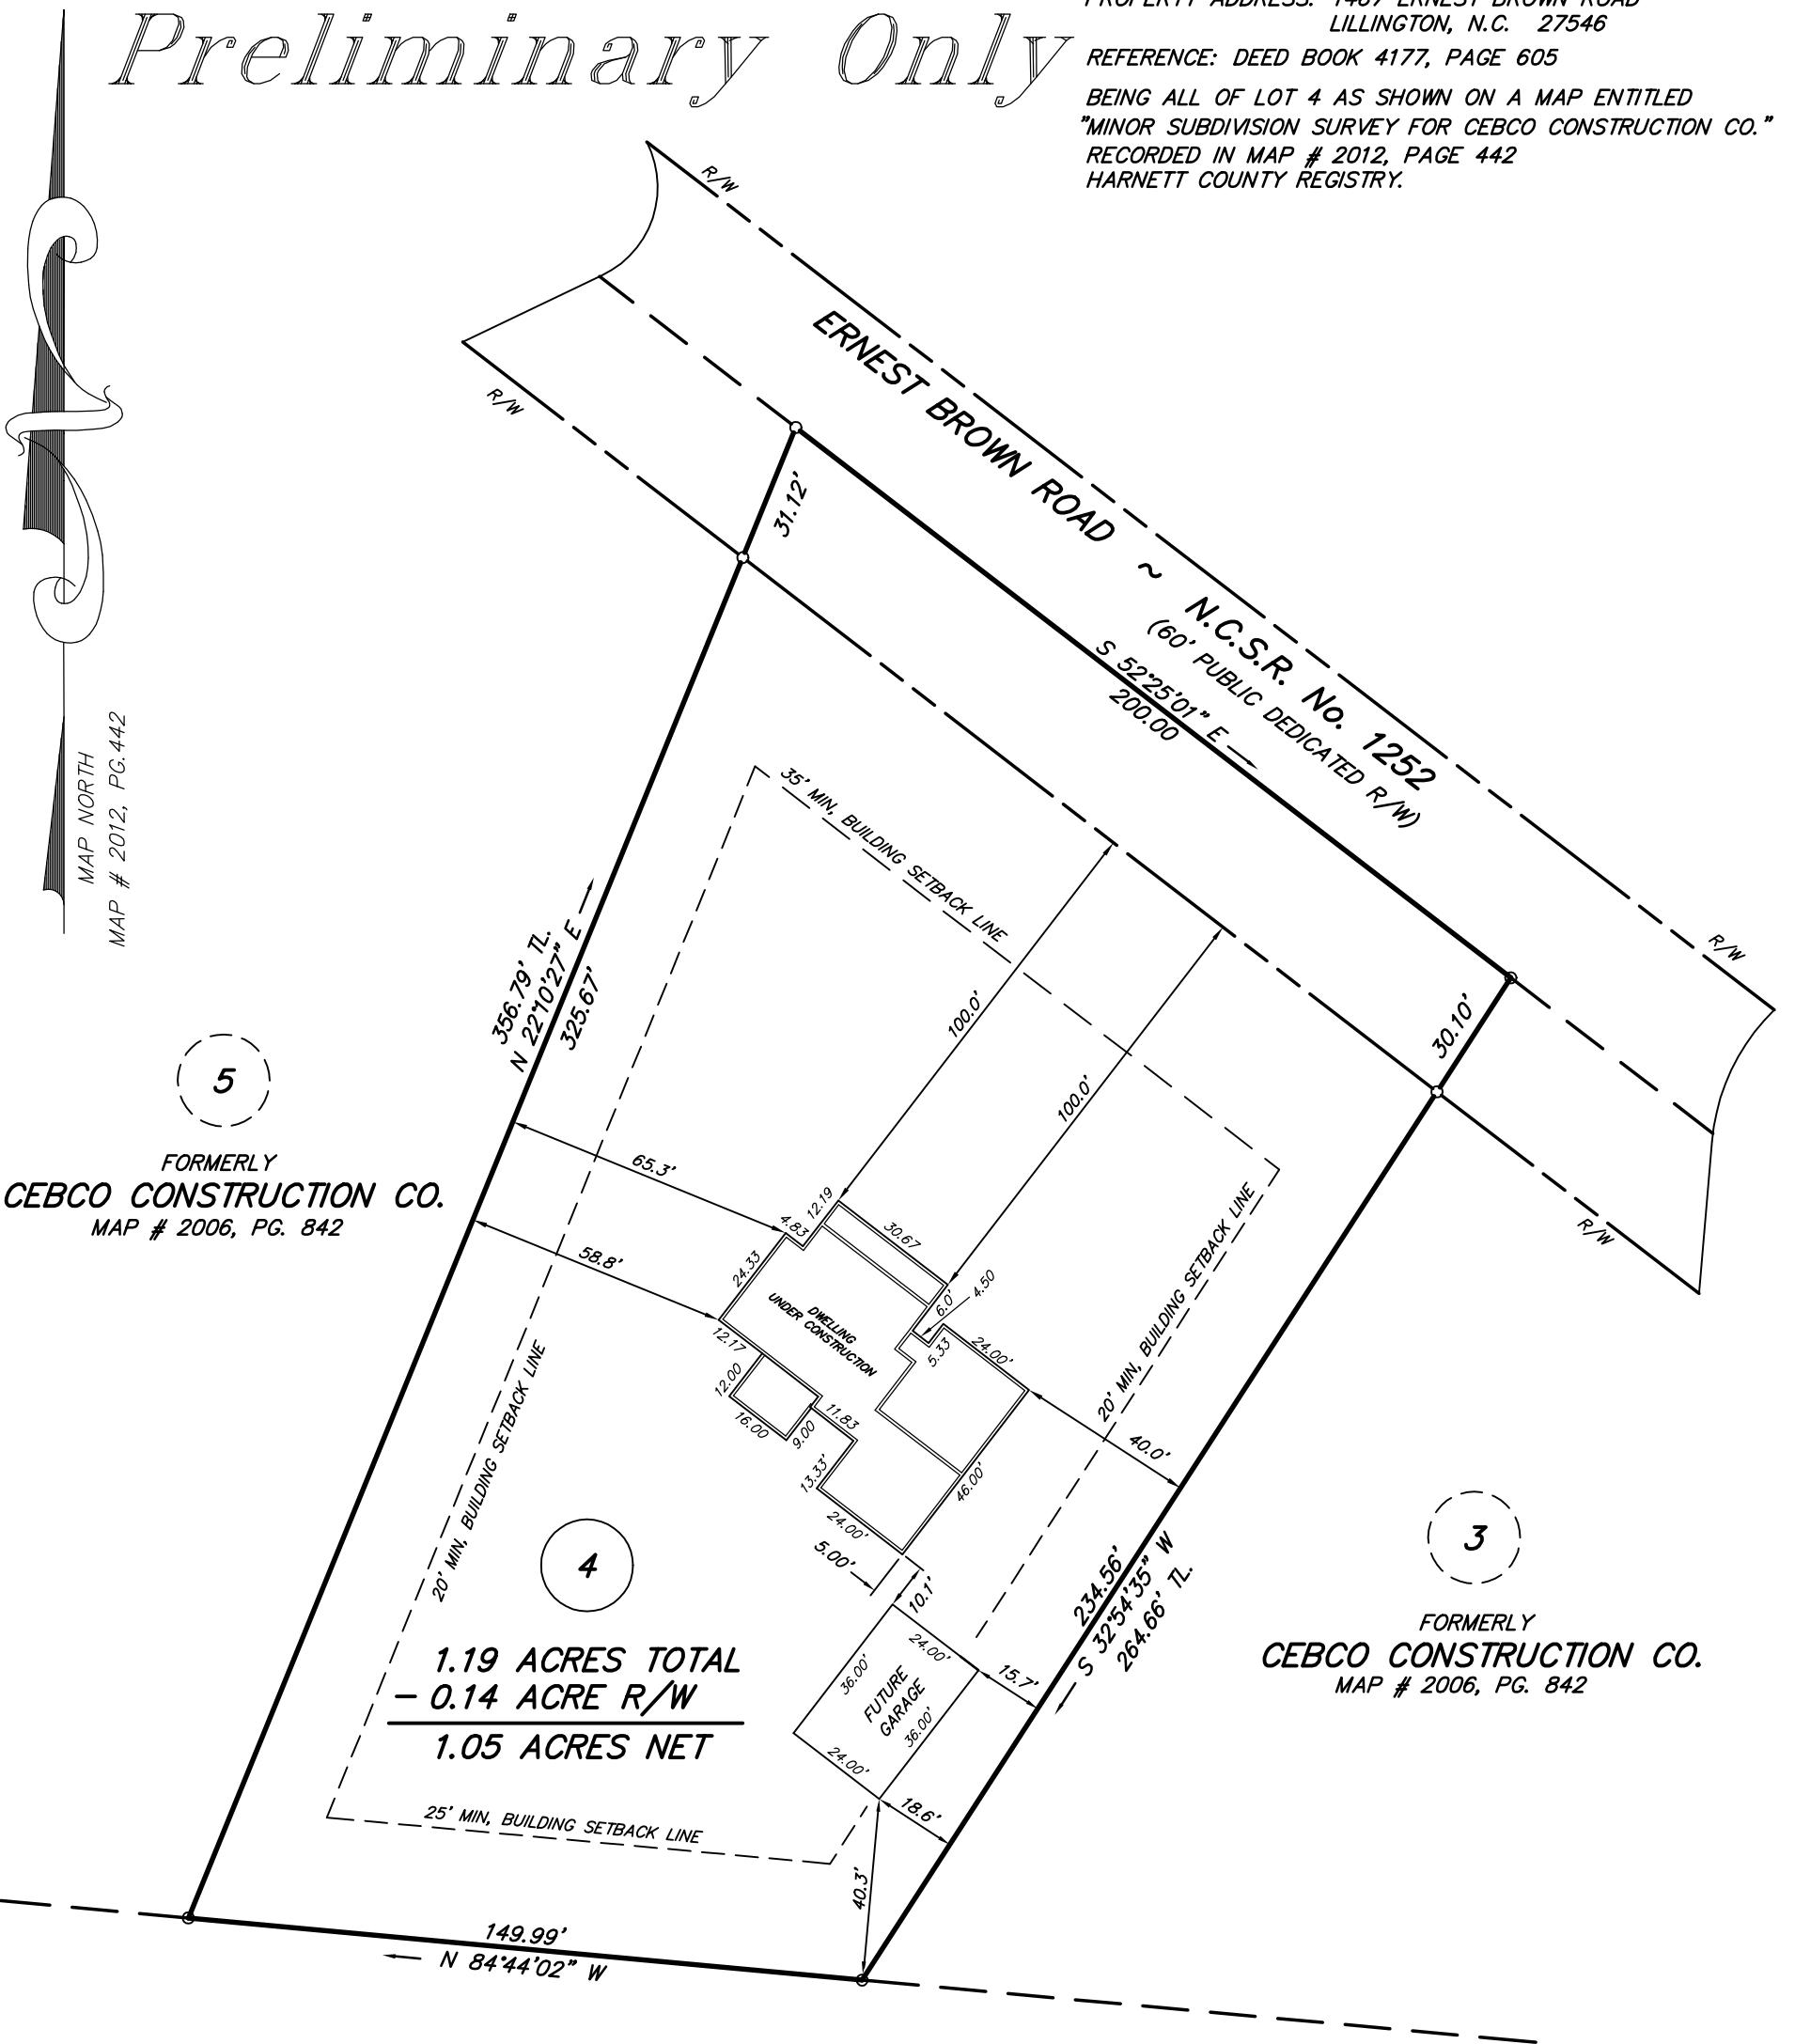 Preliminary Only
PROPERTY ADDRESS: ERNEST BROWN ROAD
LILLINGTON, N.C. 27546
REFERENCE: DEED BOOK 4177, PAGE 605
BEING ALL OF LOT 4 AS SHOWN ON A MAP ENTITLED
"MINOR SUBDIVISION SURVEY FOR CEBCO CONSTRUCTION CO."
RECORDED IN MAP # 2012, PAGE 442
HARNETT COUNTY REGISTRY.
R/W
R/W
ERNEST BROWN ROAD ~ N.C.S.R. No. 1252
(60' PUBLIC DEDICATED R/W)
S 52°25'01" E
200.00
31.12'
MAP NORTH
MAP # 2012, PG.442
35' MIN, BUILDING SETBACK LINE
356.79' TL.
N 22°10'27" E
325.67'
100.0'
100.0'
R/W
30.10'
R/W
5
FORMERLY
CEBCO CONSTRUCTION CO.
MAP # 2006, PG. 842
65.3'
58.8'
4.83
12.19
30.67
24.33
6.0'
4.50
DWELLING
UNDER CONSTRUCTION
5.33
24.00'
12.17
12.00
16.00
9.00
11.83
13.33'
24.00'
46.00'
40.0'
20' MIN, BUILDING SETBACK LINE
20' MIN, BUILDING SETBACK LINE
5.00'
10.1'
4
1.19 ACRES TOTAL
- 0.14 ACRE R/W
1.05 ACRES NET
234.56'
S 32°54'35" W
264.66' TL.
3
FORMERLY
CEBCO CONSTRUCTION CO.
MAP # 2006, PG. 842
24.00'
36.00'
FUTURE
GARAGE
36.00'
24.00'
15.7'
18.6'
40.3'
25' MIN, BUILDING SETBACK LINE
149.99'
N 84°44'02" W